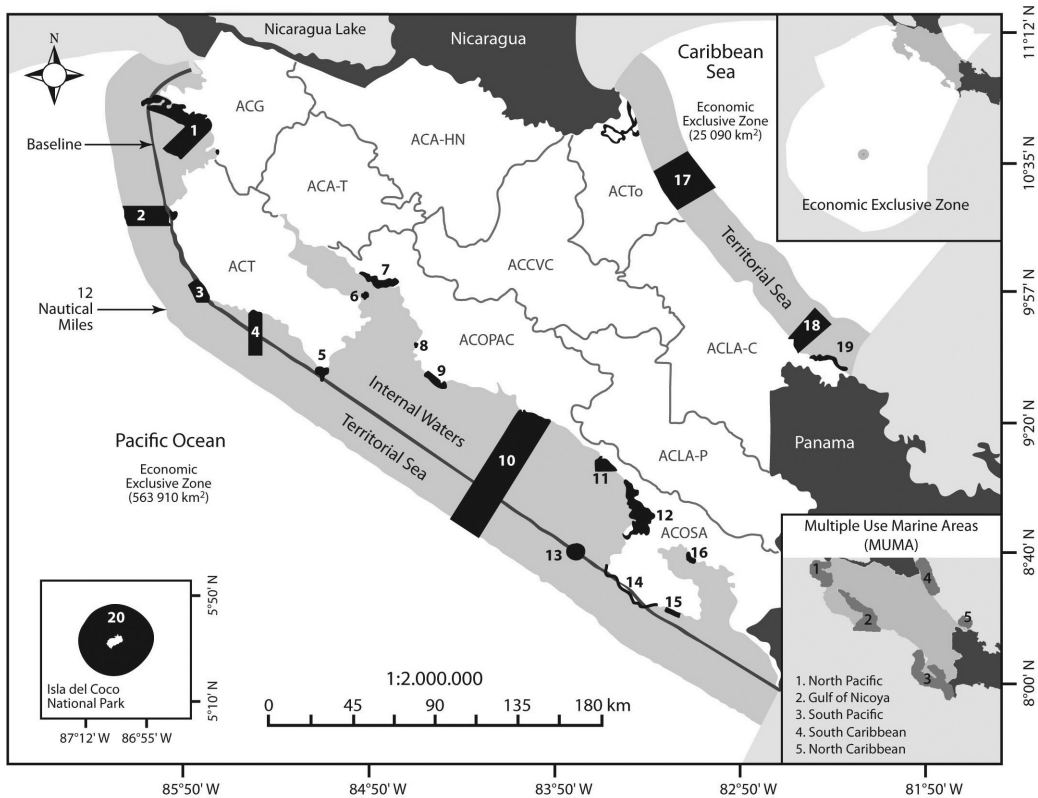 Nicaragua Lake
Nicaragua
N
Caribbean
Sea
Economic
Exclusive Zone
(25 090 km²)
Economic Exclusive Zone
11°12' N
10°35' N
9°57' N
9°20' N
8°40' N
8°00' N
ACG
ACA-HN
ACA-T
ACTo
ACT
ACCVC
ACOPAC
ACLA-C
ACLA-P
ACOSA
Baseline
12
Nautical
Miles
1
2
3
4
5
6
7
8
9
10
11
12
13
14
15
16
17
18
19
Territorial Sea
Internal Waters
Territorial Sea
Pacific Ocean
Economic
Exclusive Zone
(563 910 km²)
Panama
20
Isla del Coco
National Park
5°50' N
5°10' N
87°12' W 86°55' W
1:2.000.000
0 45 90 135 180 km
Multiple Use Marine Areas
(MUMA)
1
2
3
4
5
1. North Pacific
2. Gulf of Nicoya
3. South Pacific
4. South Caribbean
5. North Caribbean
85°50' W 84°50' W 83°50' W 82°50' W 81°50' W